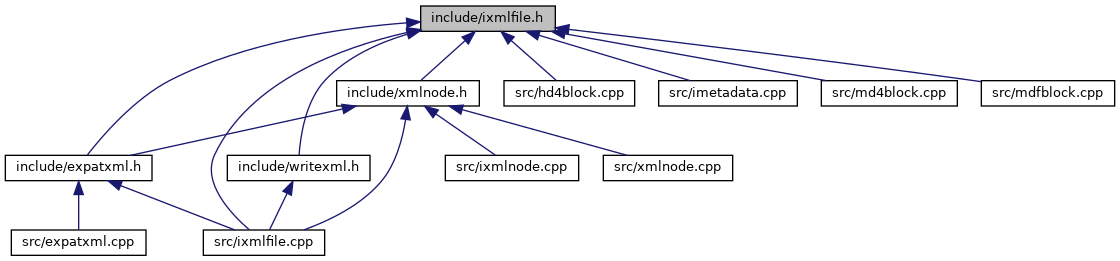 include/ixmlfile.h
include/xmlnode.h
src/hd4block.cpp
src/imetadata.cpp
src/md4block.cpp
src/mdfblock.cpp
include/expatxml.h
include/writexml.h
src/ixmlnode.cpp
src/xmlnode.cpp
src/expatxml.cpp
src/ixmlfile.cpp